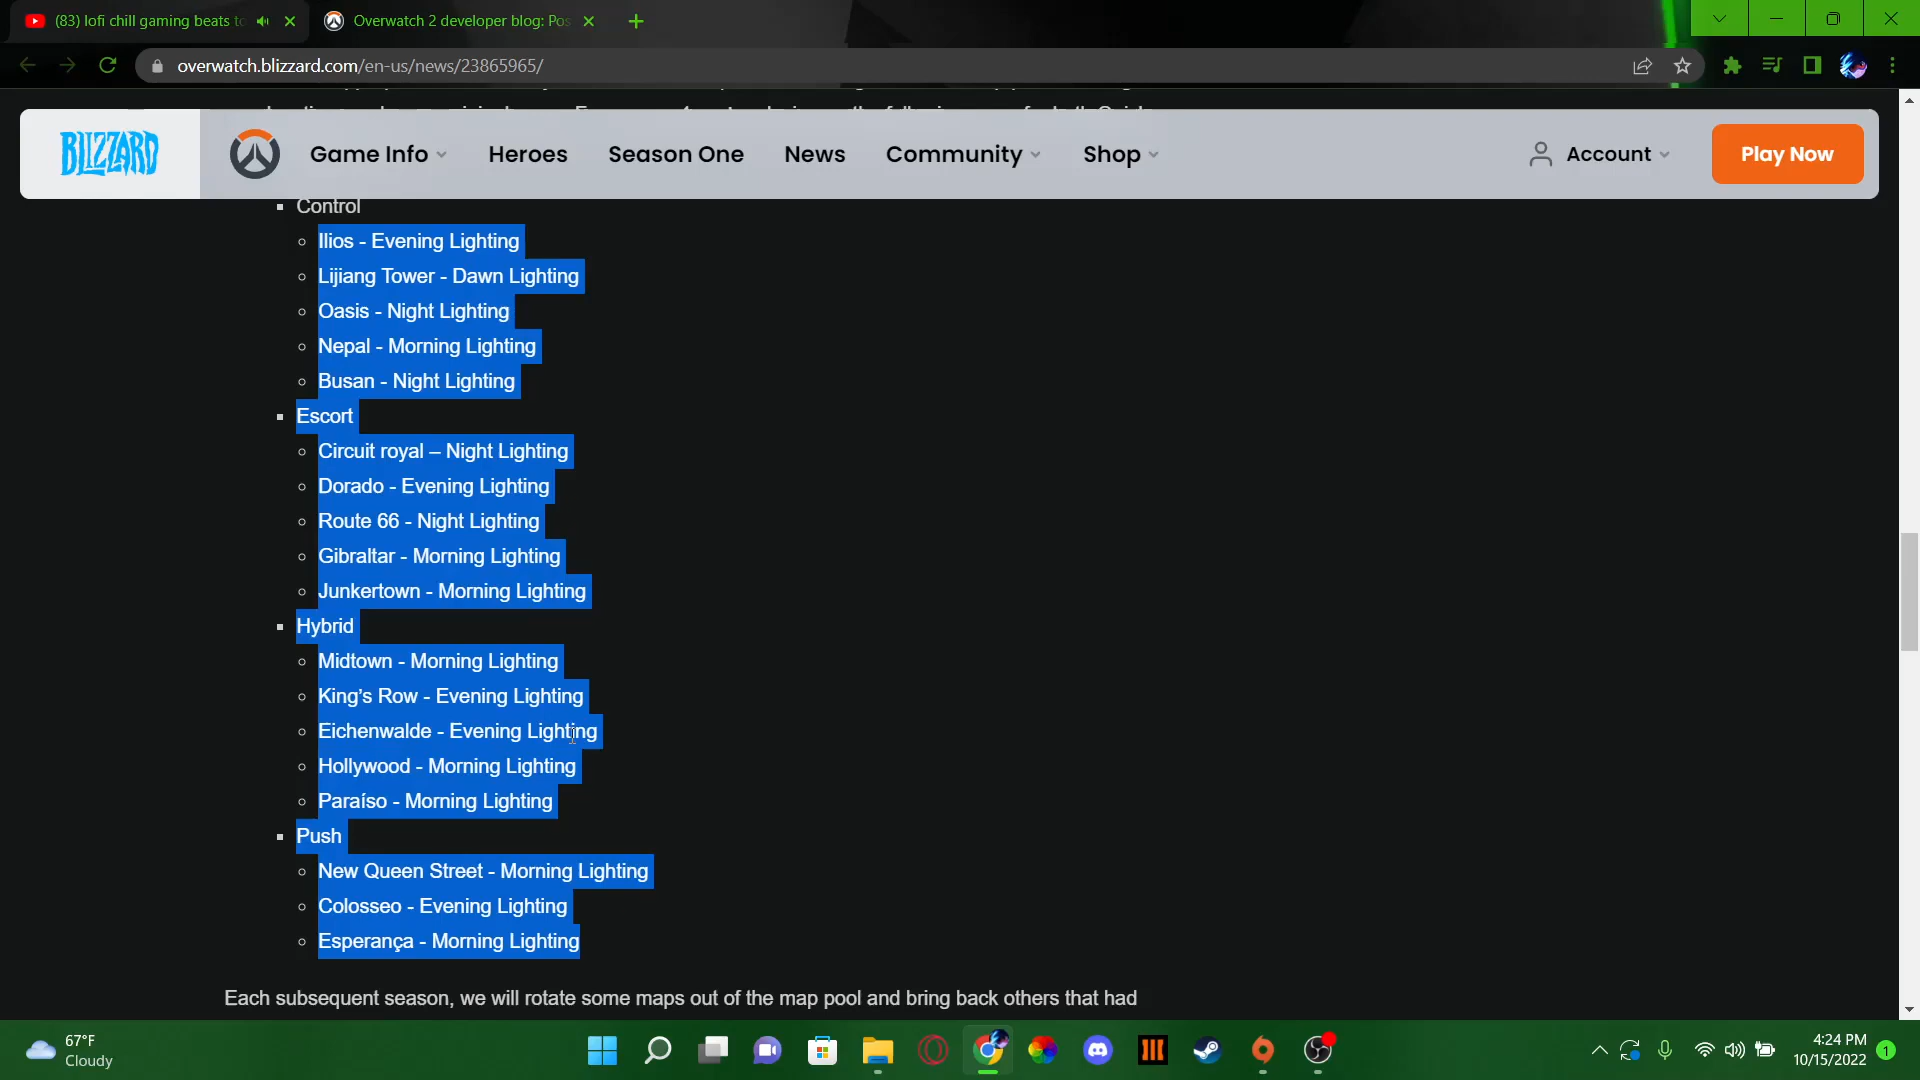 (83) lofi chill gaming beats to
Overwatch 2 developer blog: Pos
overwatch.blizzard.com/en-us/news/23865965/
BLIZZARD
Game Info
Heroes
Season One
News
Community
Shop
Account
Play Now
Control
Ilios - Evening Lighting
Lijiang Tower - Dawn Lighting
Oasis - Night Lighting
Nepal - Morning Lighting
Busan - Night Lighting
Escort
Circuit royal – Night Lighting
Dorado - Evening Lighting
Route 66 - Night Lighting
Gibraltar - Morning Lighting
Junkertown - Morning Lighting
Hybrid
Midtown - Morning Lighting
King’s Row - Evening Lighting
Eichenwalde - Evening Lighting
Hollywood - Morning Lighting
Paraíso - Morning Lighting
Push
New Queen Street - Morning Lighting
Colosseo - Evening Lighting
Esperança - Morning Lighting
Each subsequent season, we will rotate some maps out of the map pool and bring back others that had
67°F
Cloudy
4:24 PM
10/15/2022
1